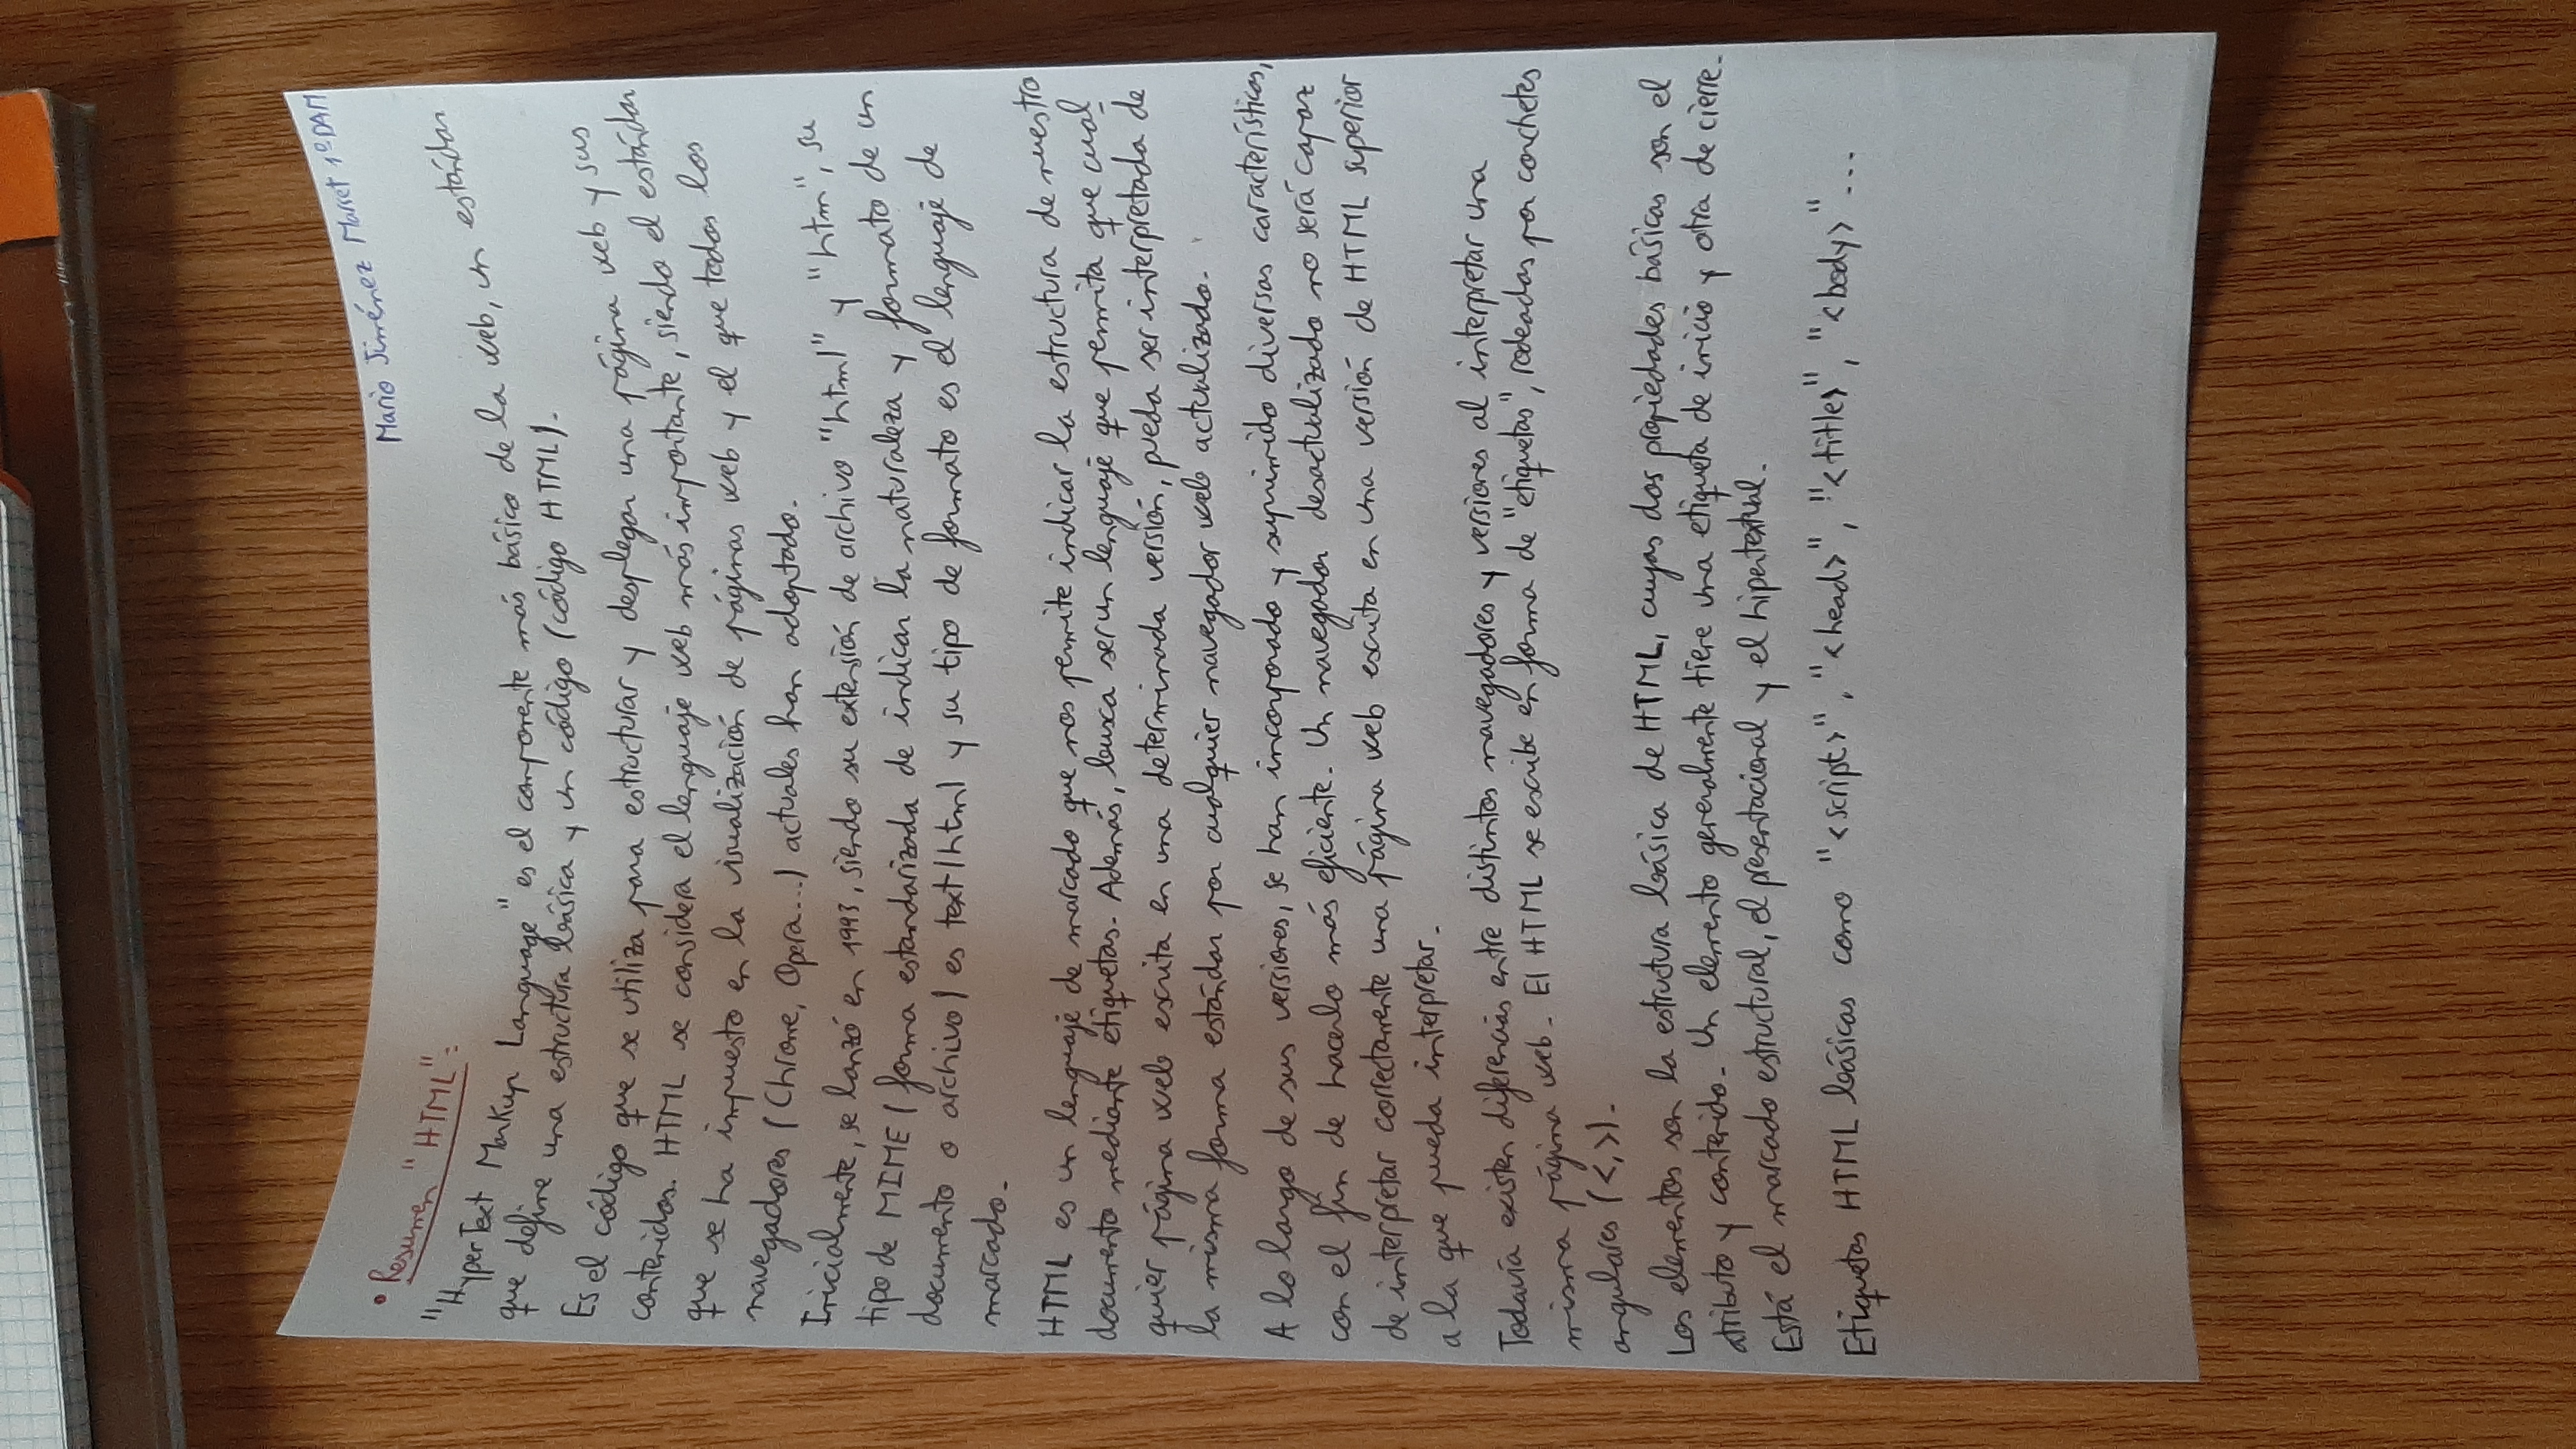 Mario Jiménez Marset 1ºDAM
• Resumen "HTML":
"HyperText Markup Language" es el componente más básico de la web, un estándar
que define una estructura básica y un código (código HTML).
Es el código que se utiliza para estructurar y desplegar una página web y sus
contenidos. HTML se considera el lenguaje web más importante, siendo el estándar
que se ha impuesto en la visualización de páginas web y el que todos los
navegadores (Chrome, Opera...) actuales han adoptado.
Inicialmente, se lanzó en 1993, siendo su extensión de archivo "html" y "htm", su
tipo de MIME (forma estandarizada de indicar la naturaleza y formato de un
documento o archivo) es text/html y su tipo de formato es el lenguaje de
marcado.
HTML es un lenguaje de marcado que nos permite indicar la estructura de nuestro
documento mediante etiquetas. Además, busca ser un lenguaje que permita que cual-
quier página web escrita en una determinada versión, pueda ser interpretada de
la misma forma estándar por cualquier navegador web actualizado.
A lo largo de sus versiones, se han incorporado y suprimido diversas características,
con el fin de hacerlo más eficiente. Un navegador desactualizado no será capaz
de interpretar correctamente una página web escrita en una versión de HTML superior
a la que pueda interpretar.
Todavía existen diferencias entre distintos navegadores y versiones al interpretar una
misma página web. El HTML se escribe en forma de "etiquetas", rodeadas por corchetes
angulares (<,>).
Los elementos son la estructura básica de HTML, cuyas dos propiedades básicas son el
atributo y contenido. Un elemento generalmente tiene una etiqueta de inicio y otra de cierre.
Está el marcado estructural, el presentacional y el hipertextual.
Etiquetas HTML básicas como "<script>", "<head>", "<title>", "<body>"...